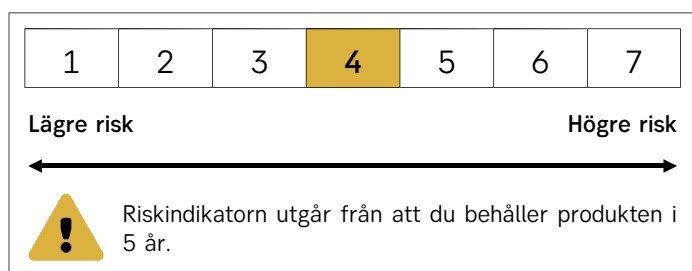 1 2 3 4 5 6 7
Lägre risk Högre risk
Riskindikatorn utgår från att du behåller produkten i
5 år.